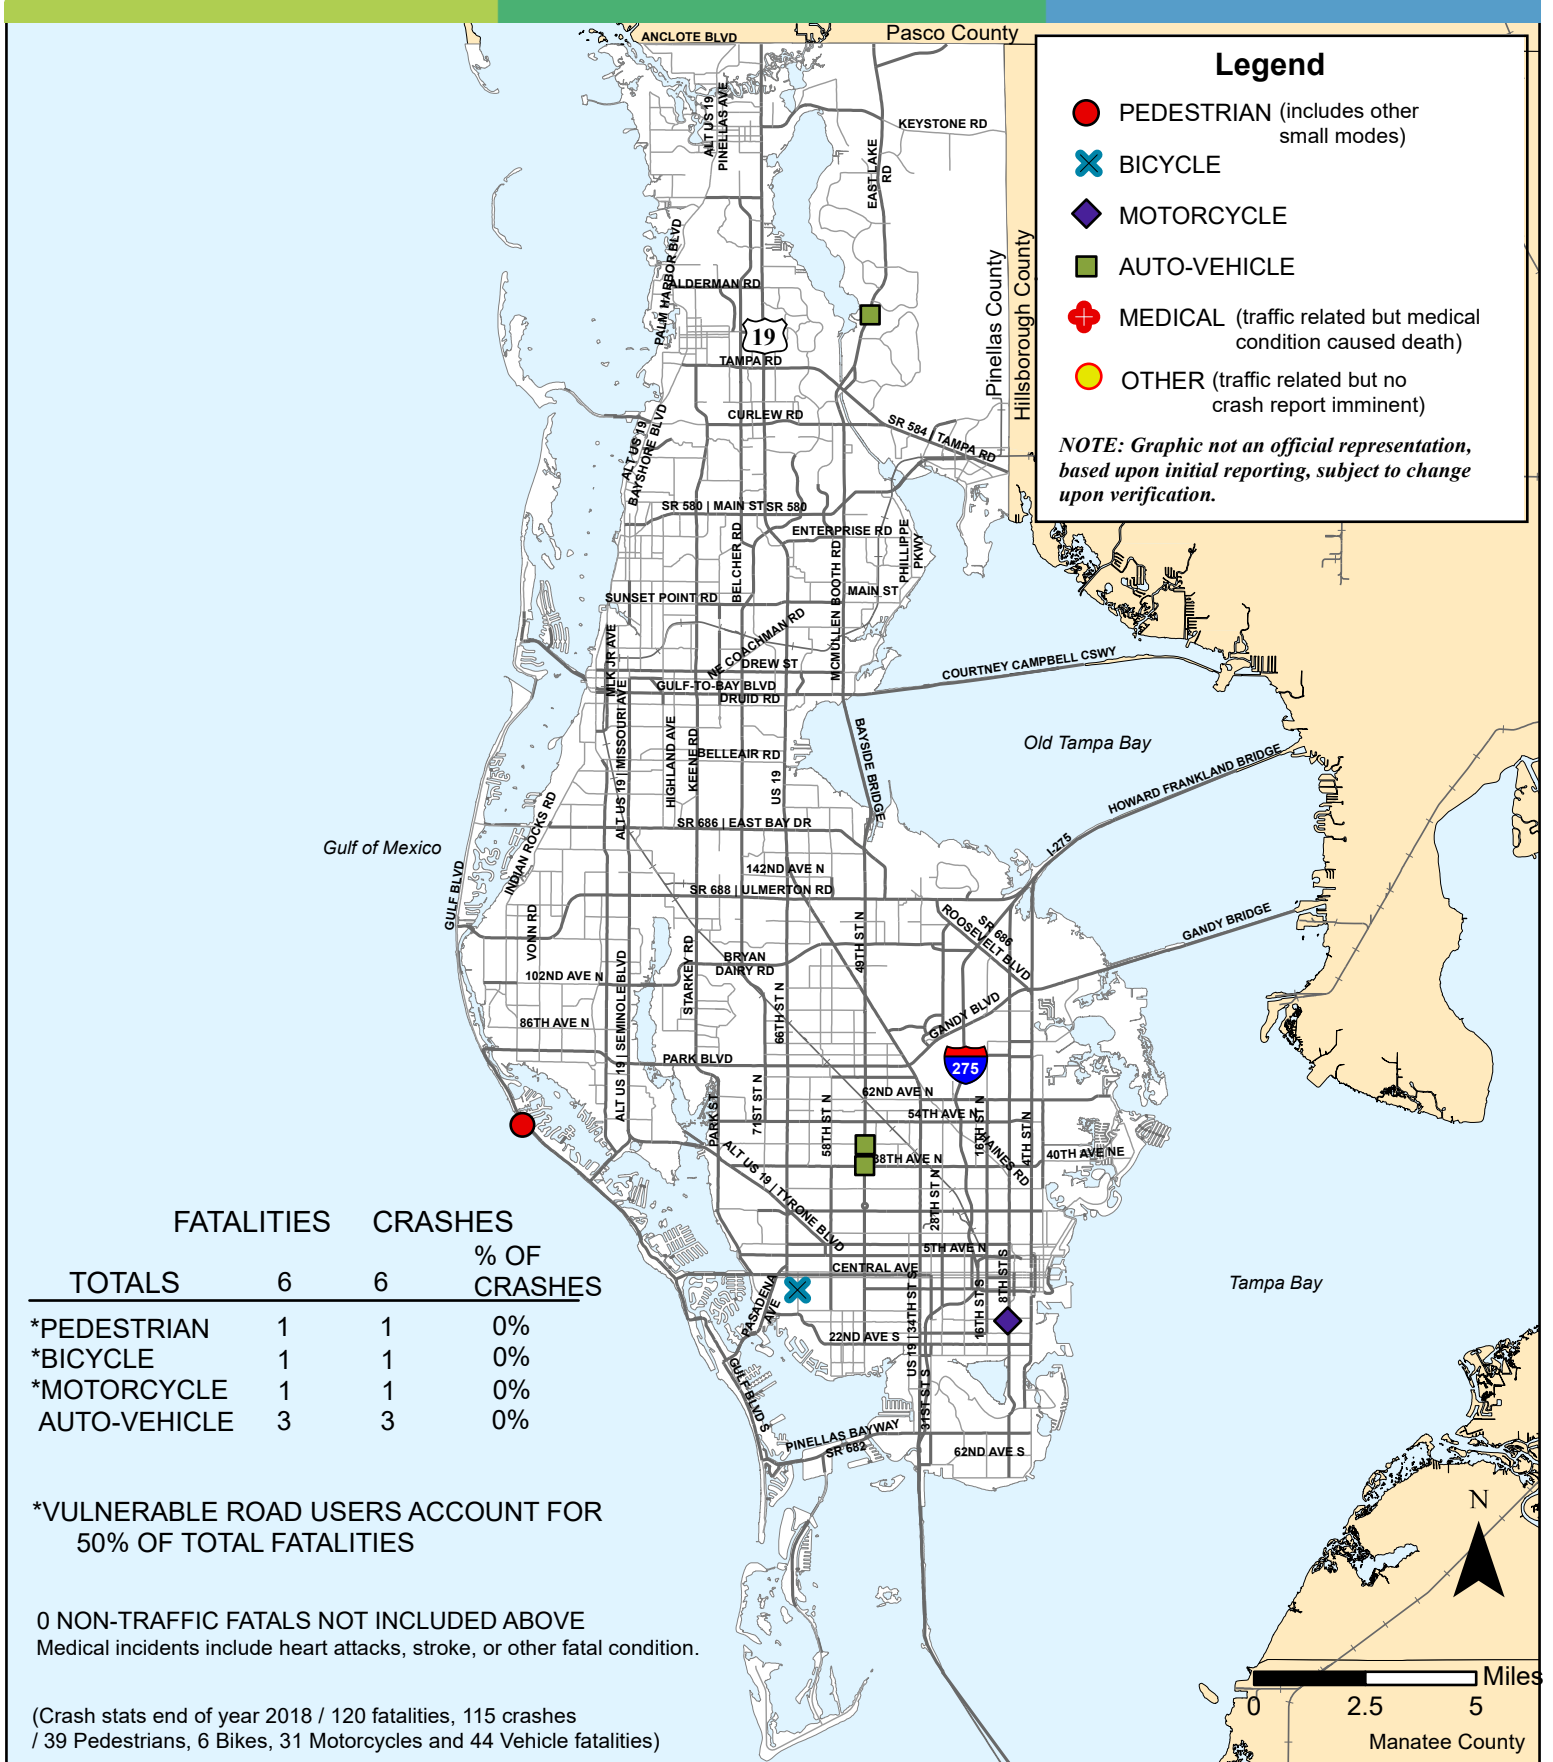 Pasco County
ANCLOTE BLVD
Legend
PEDESTRIAN (includes other
small modes)
BICYCLE
MOTORCYCLE
AUTO-VEHICLE
MEDICAL (traffic related but medical
condition caused death)
OTHER (traffic related but no
crash report imminent)
NOTE: Graphic not an official representation,
based upon initial reporting, subject to change
upon verification.
ALT US 19
PINELLAS AVE
KEYSTONE RD
EAST LAKE
RD
PALM HARBOR BLVD
ALDERMAN RD
Pinellas County
Hillsborough County
19
TAMPA RD
CURLEW RD
SR 584 / TAMPA RD
ALT US 19
BAYSHORE BLVD
SR 580 | MAIN ST
SR 580
ENTERPRISE RD
BELCHER RD
MCMULLEN BOOTH RD
PHILLIPPE
PKWY
MAIN ST
SUNSET POINT RD
NE COACHMAN RD
MLK JR AVE
DREW ST
GULF-TO-BAY BLVD
DRUID RD
COURTNEY CAMPBELL CSWY
ALT US 19 | MISSOURI AVE
HIGHLAND AVE
KEENE RD
BELLEAIR RD
US 19
BAYSIDE BRIDGE
Old Tampa Bay
HOWARD FRANKLAND BRIDGE
I-275
Gulf of Mexico
INDIAN ROCKS RD
SR 686 | EAST BAY DR
142ND AVE N
SR 688 | ULMERTON RD
GULF BLVD
VONN RD
49TH ST N
SR 686
ROOSEVELT BLVD
GANDY BRIDGE
STARKEY RD
BRYAN
DAIRY RD
102ND AVE N
86TH AVE N
ALT US 19 | SEMINOLE BLVD
66TH ST N
GANDY BLVD
PARK BLVD
275
62ND AVE N
54TH AVE N
PARK ST
71ST ST N
58TH ST N
16TH ST N
HAINES RD
4TH ST N
38TH AVE N
40TH AVE NE
28TH ST N
ALT US 19 | TYRONE BLVD
5TH AVE N
CENTRAL AVE
PASADENA
AVE
US 19 | 34TH ST S
16TH ST S
8TH ST S
22ND AVE S
GULF BLVD S
31ST ST S
PINELLAS BAYWAY
SR 682
62ND AVE S
Tampa Bay
FATALITIES CRASHES
TOTALS 6 6 % OF
CRASHES
*PEDESTRIAN 1 1 0%
*BICYCLE 1 1 0%
*MOTORCYCLE 1 1 0%
AUTO-VEHICLE 3 3 0%
*VULNERABLE ROAD USERS ACCOUNT FOR
50% OF TOTAL FATALITIES
0 NON-TRAFFIC FATALS NOT INCLUDED ABOVE
Medical incidents include heart attacks, stroke, or other fatal condition.
(Crash stats end of year 2018 / 120 fatalities, 115 crashes
/ 39 Pedestrians, 6 Bikes, 31 Motorcycles and 44 Vehicle fatalities)
N
Miles
0 2.5 5
Manatee County